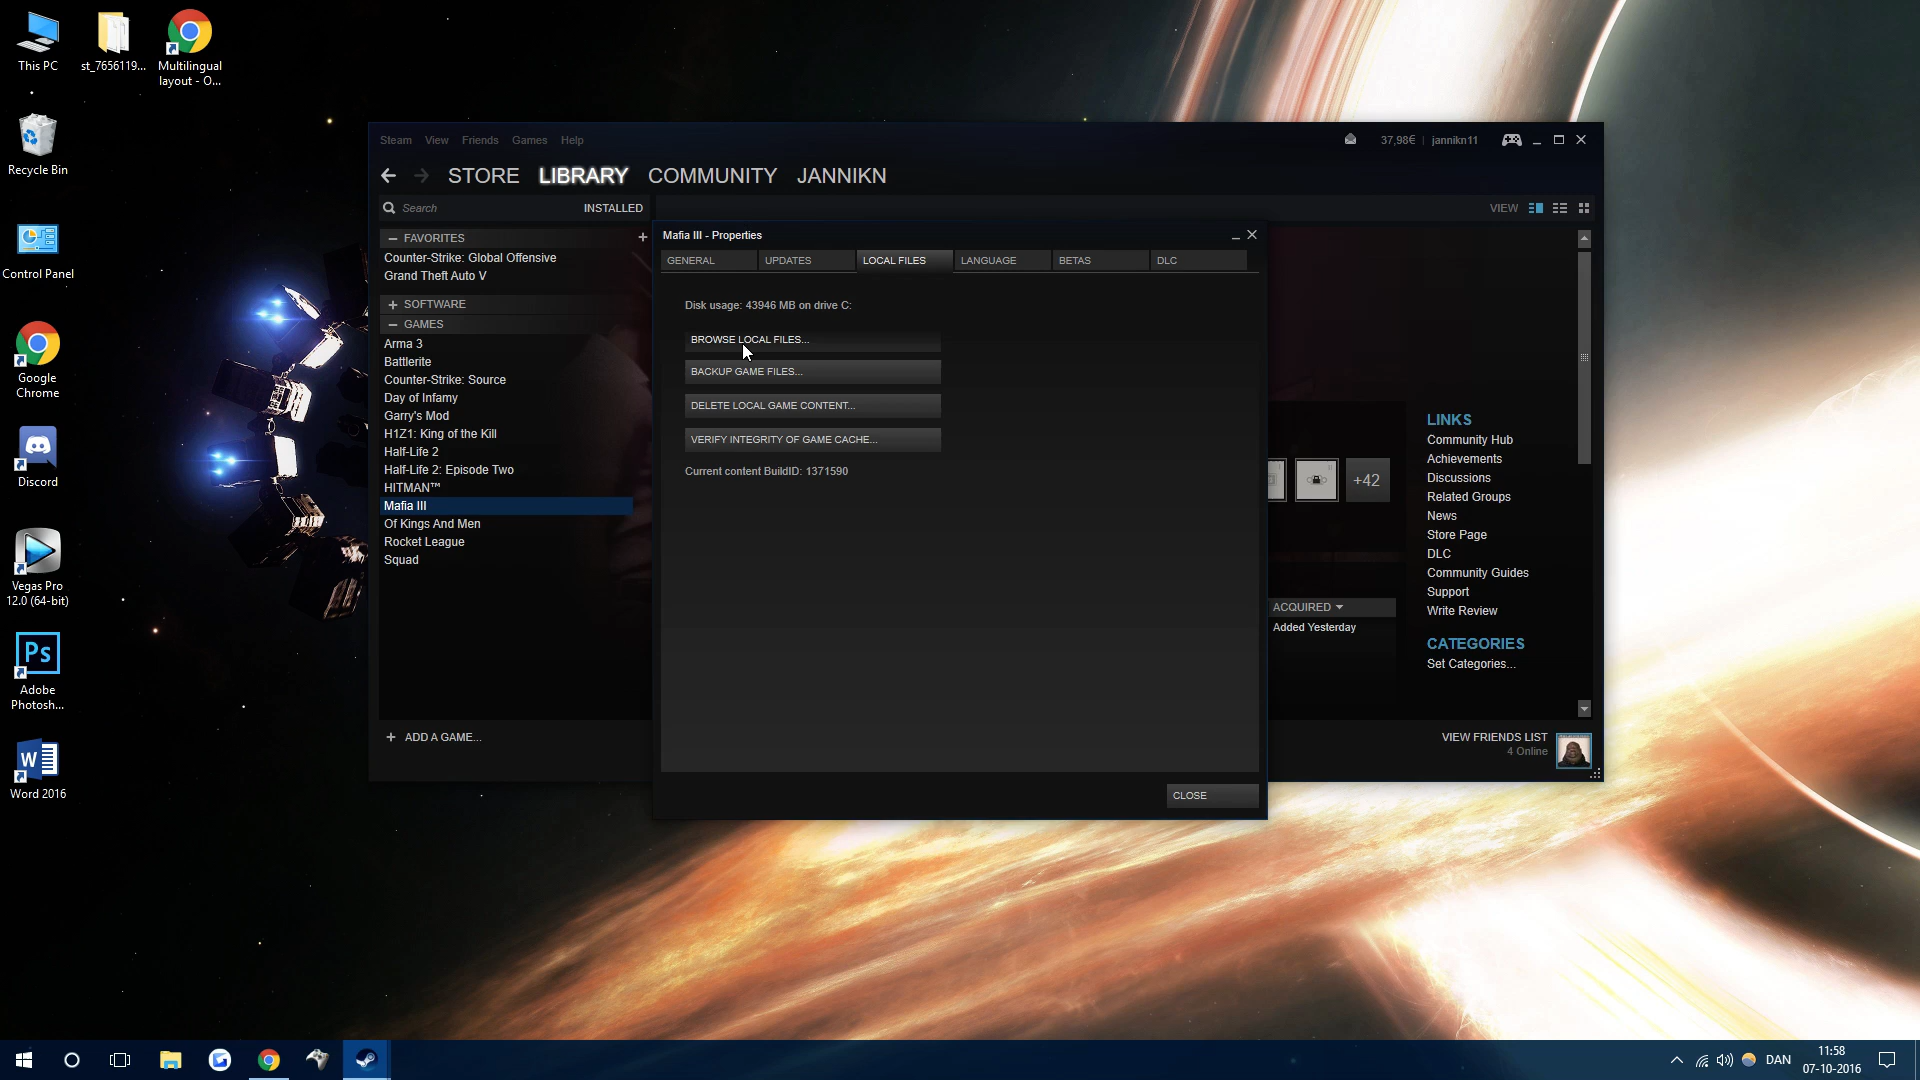 This PC
st_7656119...
Multilingual
layout - O...
Recycle Bin
Control Panel
Google
Chrome
Discord
Vegas Pro
12.0 (64-bit)
Ps
Adobe
Photosh...
W
Word 2016
Steam View Friends Games Help
37,98€ | jannikn11
STORE LIBRARY COMMUNITY JANNIKN
Search INSTALLED
VIEW
FAVORITES
Counter-Strike: Global Offensive
Grand Theft Auto V
SOFTWARE
GAMES
Arma 3
Battlerite
Counter-Strike: Source
Day of Infamy
Garry's Mod
H1Z1: King of the Kill
Half-Life 2
Half-Life 2: Episode Two
HITMAN™
Mafia III
Of Kings And Men
Rocket League
Squad
+ ADD A GAME...
Mafia III - Properties
GENERAL UPDATES LOCAL FILES LANGUAGE BETAS DLC
Disk usage: 43946 MB on drive C:
BROWSE LOCAL FILES...
BACKUP GAME FILES...
DELETE LOCAL GAME CONTENT...
VERIFY INTEGRITY OF GAME CACHE...
Current content BuildID: 1371590
CLOSE
+42
ACQUIRED
Added Yesterday
LINKS
Community Hub
Achievements
Discussions
Related Groups
News
Store Page
DLC
Community Guides
Support
Write Review
CATEGORIES
Set Categories...
VIEW FRIENDS LIST
4 Online
DAN
11:58
07-10-2016